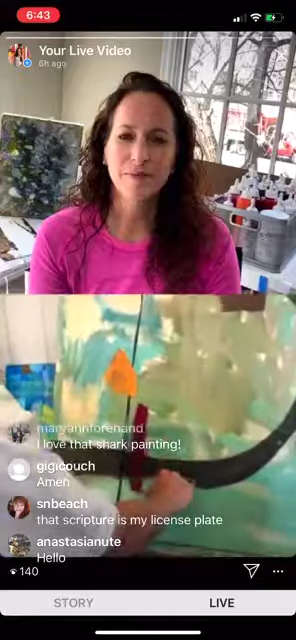 6:43
Your Live Video
6h ago
maryannforehand
I love that shark painting!
gigicouch
Amen
snbeach
that scripture is my license plate
anastasianute
Hello
140
STORY
LIVE